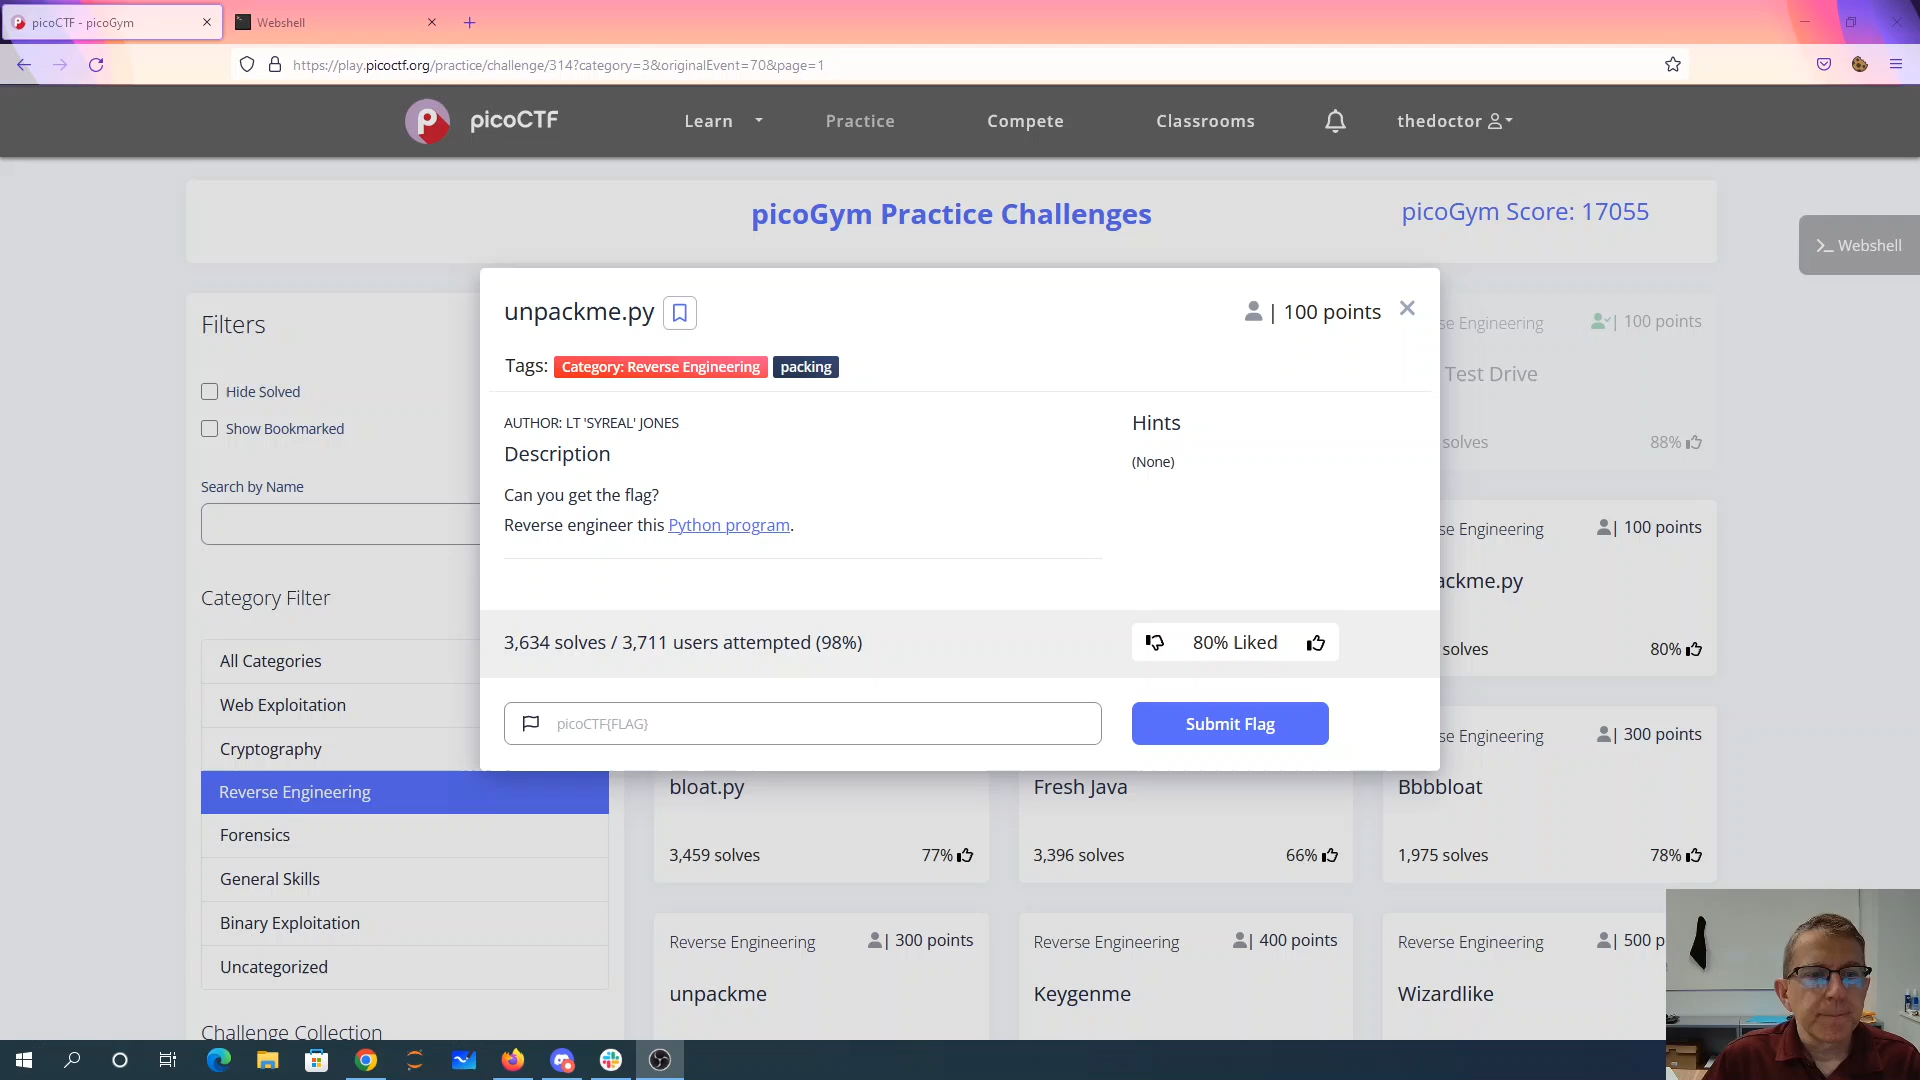 picoCTF - picoGym
Webshell
https://play.picoctf.org/practice/challenge/314?category=3&originalEvent=70&page=1
picoCTF
Learn
Practice
Compete
Classrooms
thedoctor
picoGym Practice Challenges
picoGym Score: 17055
>_ Webshell
Filters
Hide Solved
Show Bookmarked
Search by Name
Category Filter
All Categories
Web Exploitation
Cryptography
Reverse Engineering
Forensics
General Skills
Binary Exploitation
Uncategorized
Challenge Collection
unpackme.py
| 100 points
Tags: Category: Reverse Engineering packing
AUTHOR: LT 'SYREAL' JONES
Description
Can you get the flag?
Reverse engineer this Python program.
Hints
(None)
3,634 solves / 3,711 users attempted (98%)
80% Liked
picoCTF{FLAG}
Submit Flag
se Engineering | 100 points
Test Drive
solves 88%
se Engineering | 100 points
ackme.py
solves 80%
se Engineering | 300 points
bloat.py
3,459 solves 77%
Fresh Java
3,396 solves 66%
Bbbbloat
1,975 solves 78%
Reverse Engineering | 300 points
unpackme
Reverse Engineering | 400 points
Keygenme
Reverse Engineering | 500 p
Wizardlike